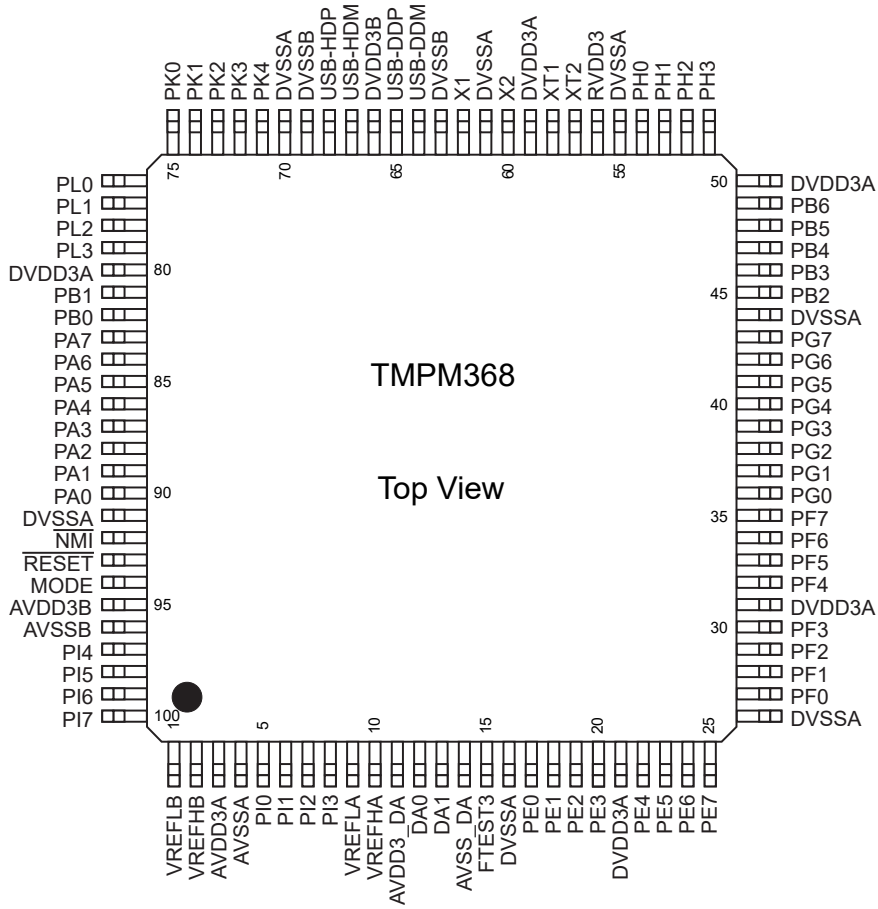 PK0
PK1
PK2
PK3
PK4
DVSSA
DVSSB
USB-HDP
USB-HDM
DVDD3B
USB-DDP
USB-DDM
DVSSB
X1
DVSSA
X2
DVDD3A
XT1
XT2
RVDD3
DVSSA
PH0
PH1
PH2
PH3
75
70
65
60
55
PL0
PL1
PL2
PL3
DVDD3A
PB1
PB0
PA7
PA6
PA5
PA4
PA3
PA2
PA1
PA0
DVSSA
NMI
RESET
MODE
AVDD3B
AVSSB
PI4
PI5
PI6
PI7
80
85
90
95
100
TMPM368
Top View
50
45
40
35
30
DVDD3A
PB6
PB5
PB4
PB3
PB2
DVSSA
PG7
PG6
PG5
PG4
PG3
PG2
PG1
PG0
PF7
PF6
PF5
PF4
DVDD3A
PF3
PF2
PF1
PF0
DVSSA
1
5
10
15
20
25
VREFLB
VREFHB
AVDD3A
AVSSA
PI0
PI1
PI2
PI3
VREFLA
VREFHA
AVDD3_DA
DA0
DA1
AVSS_DA
FTEST3
DVSSA
PE0
PE1
PE2
PE3
DVDD3A
PE4
PE5
PE6
PE7